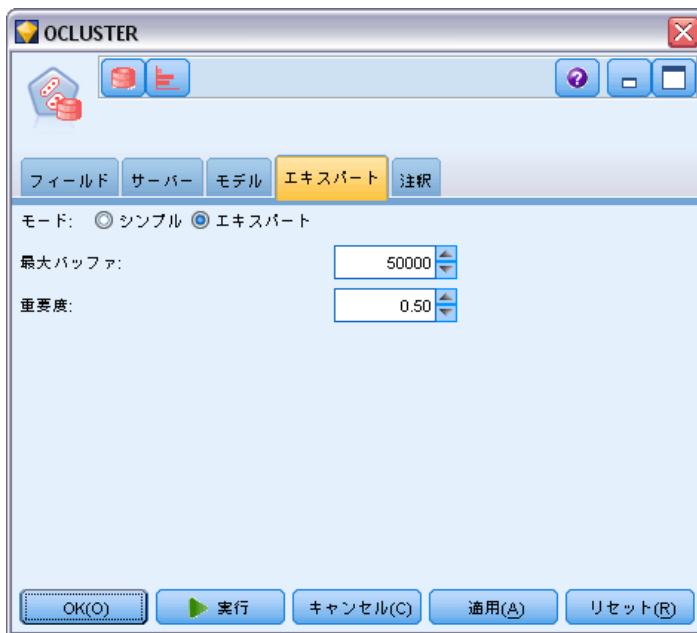 OCLUSTER
フィールド サーバー モデル エキスパート 注釈
モード: シンプル エキスパート
最大バッファ: 50000
重要度: 0.50
OK(O) 実行 キャンセル(C) 適用(A) リセット(R)